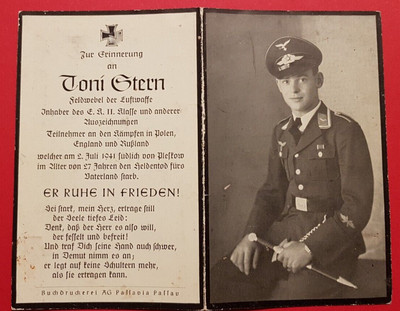 Zur Erinnerung
an
Toni Stern
Feldwebel der Luftwaffe
Inhaber des E. K. II. Klasse und anderer
Auszeichnungen
Teilnehmer an den Kämpfen in Polen,
England und Rußland
welcher am 2. Juli 1941 südlich von Pleskow
im Alter von 27 Jahren den Heldentod fürs
Vaterland starb.
ER RUHE IN FRIEDEN!
Sei stark, mein Herz, ertrage still
der Seele tiefes Leid;
Denk, daß der Herr es also will,
der fesselt und befreit!
Und traf Dich seine Hand auch schwer,
in Demut nimm es an;
er legt auf keine Schultern mehr,
als sie ertragen kann.
Buchdruckerei AG Passavia Passau